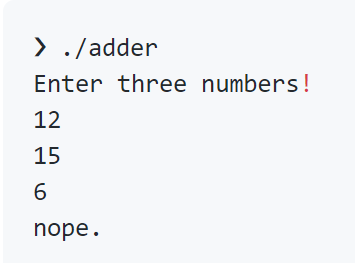 ❯ ./adder
Enter three numbers!
12
15
6
nope.